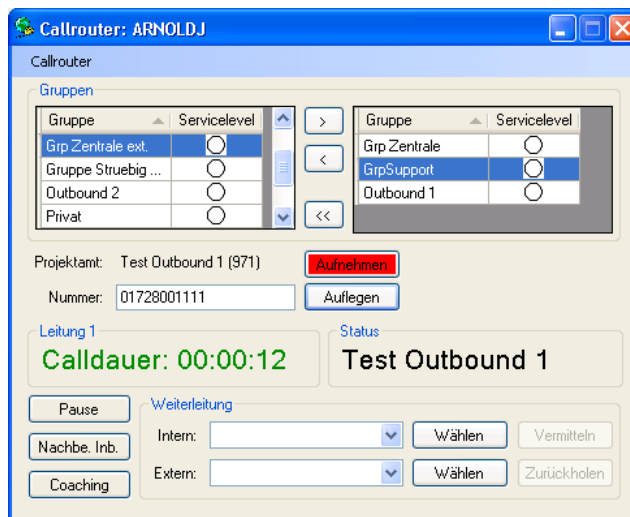 Callrouter: ARNOLDJ
Callrouter
Gruppen
Gruppe Servicelevel
Grp Zentrale ext.
Gruppe Struebig ...
Outbound 2
Privat
>
<
<<
Gruppe Servicelevel
Grp Zentrale
GrpSupport
Outbound 1
Projektamt: Test Outbound 1 (971) Aufnehmen
Nummer: 01728001111 Auflegen
Leitung 1
Calldauer: 00:00:12
Status
Test Outbound 1
Pause
Nachbe. Inb.
Coaching
Weiterleitung
Intern: Wählen Vermitteln
Extern: Wählen Zurückholen